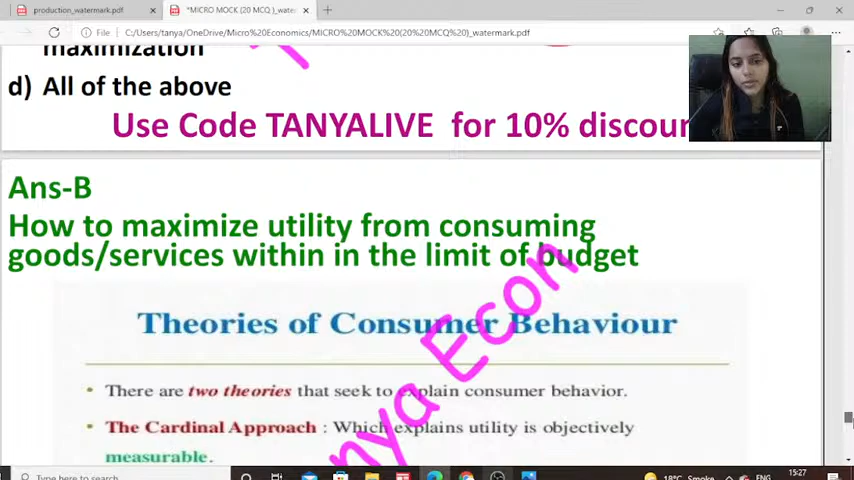 production_watermark.pdf
*MICRO MOCK (20 MCQ )_wate
File
C:/Users/tanya/OneDrive/Micro%20Economics/MICRO%20MOCK%20(20%20MCQ%20)_watermark.pdf
maximization
d) All of the above
Use Code TANYALIVE for 10% discou
Ans-B
How to maximize utility from consuming
goods/services within in the limit of budget
Theories of Consumer Behaviour
• There are two theories that seek to explain consumer behavior.
• The Cardinal Approach : Which explains utility is objectively
measurable.
nya Econ
Type here to search
18°C Smoke
ENG
15:27